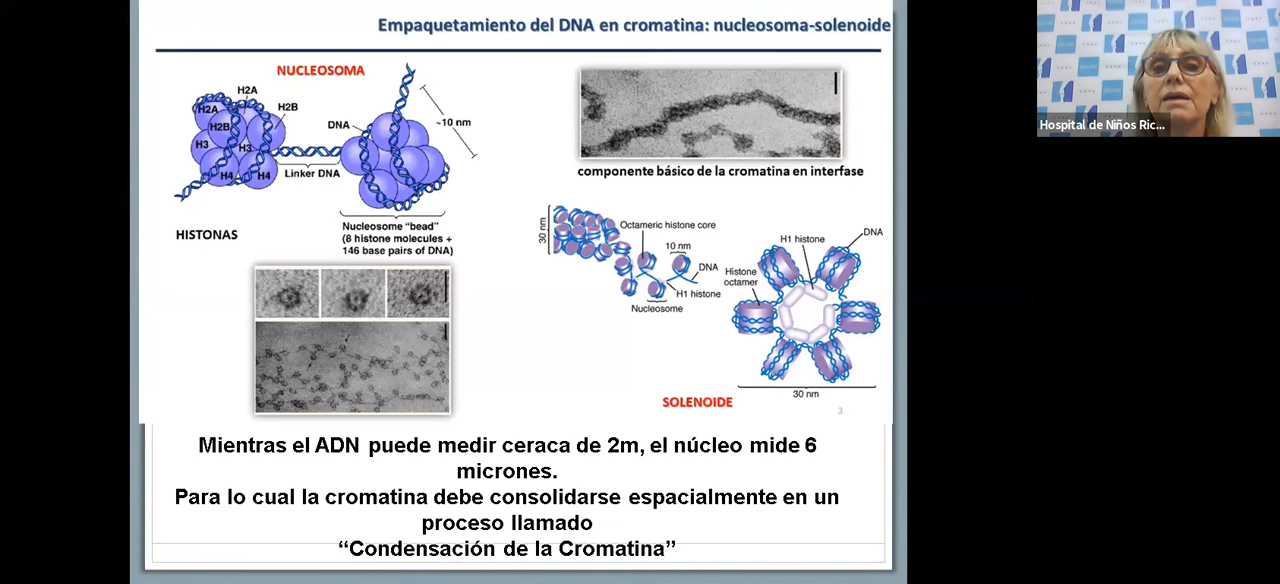 Empaquetamiento del DNA en cromatina: nucleosoma-solenoide
NUCLEOSOMA
H2A
H2A
H2B
H2B
H3
H3
H4
H4
DNA
~10 nm
Linker DNA
HISTONAS
Nucleosome “bead”
(8 histone molecules +
146 base pairs of DNA)
componente básico de la cromatina en interfase
30 nm
Octameric histone core
10 nm
DNA
H1 histone
Nucleosome
H1 histone
DNA
Histone
octamer
30 nm
SOLENOIDE
3
Mientras el ADN puede medir ceraca de 2m, el núcleo mide 6
micrones.
Para lo cual la cromatina debe consolidarse espacialmente en un
proceso llamado
“Condensación de la Cromatina”
Hospital de Niños Ric...